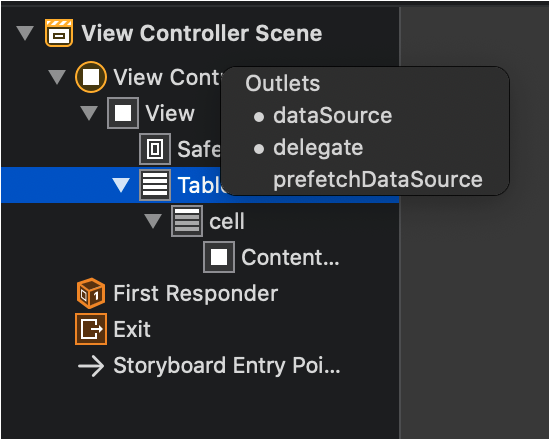 View Controller Scene
View Cont
Outlets
dataSource
delegate
prefetchDataSource
View
Safe
Table
cell
Content...
First Responder
Exit
Storyboard Entry Poi...